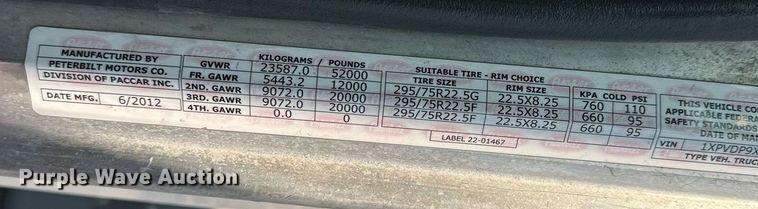 MANUFACTURED BY
PETERBILT MOTORS CO.
DIVISION OF PACCAR INC.
DATE MFG. 6/2012
KILOGRAMS / POUNDS
GVWR 23587.0 52000
FR. GAWR 5443.2 12000
2ND. GAWR 9072.0 20000
3RD. GAWR 9072.0 20000
4TH. GAWR 0.0 0
SUITABLE TIRE - RIM CHOICE
TIRE SIZE RIM SIZE
295/75R22.5G 22.5X8.25
295/75R22.5F 22.5X8.25
295/75R22.5F 22.5X8.25
LABEL 22-01467
KPA COLD PSI
760 110
660 95
660 95
THIS VEHICLE CO
APPLICABLE FEDERA
SAFETY STANDARDS
DATE OF MA
VIN 1XPVDP9X
TYPE VEH. TRUC
Purple Wave Auction